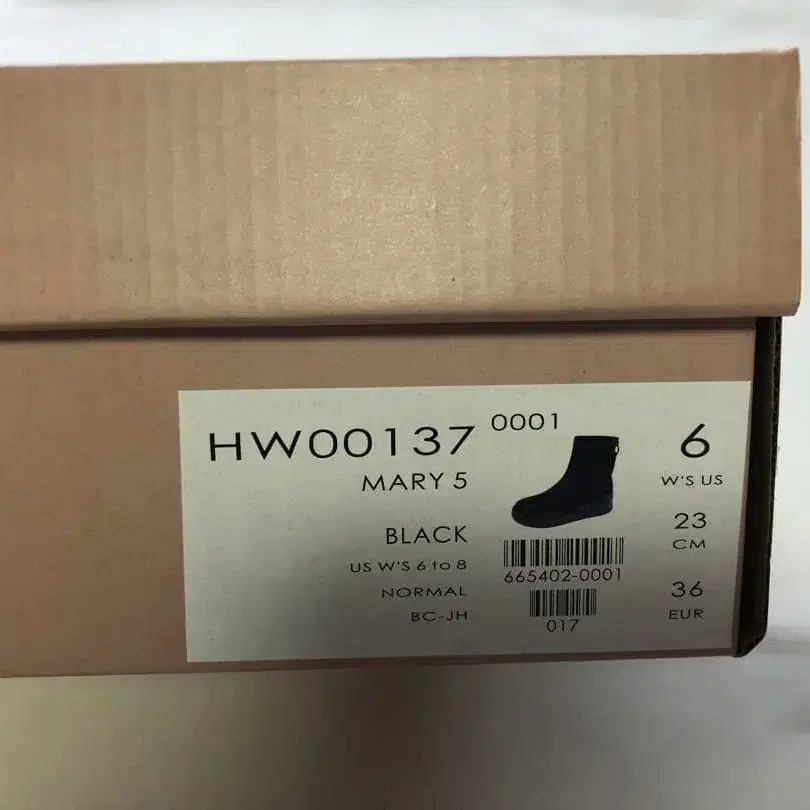 HW00137 0001
MARY 5
BLACK
US W'S 6 to 8
NORMAL
BC-JH
665402-0001
017
6
W'S US
23
CM
36
EUR